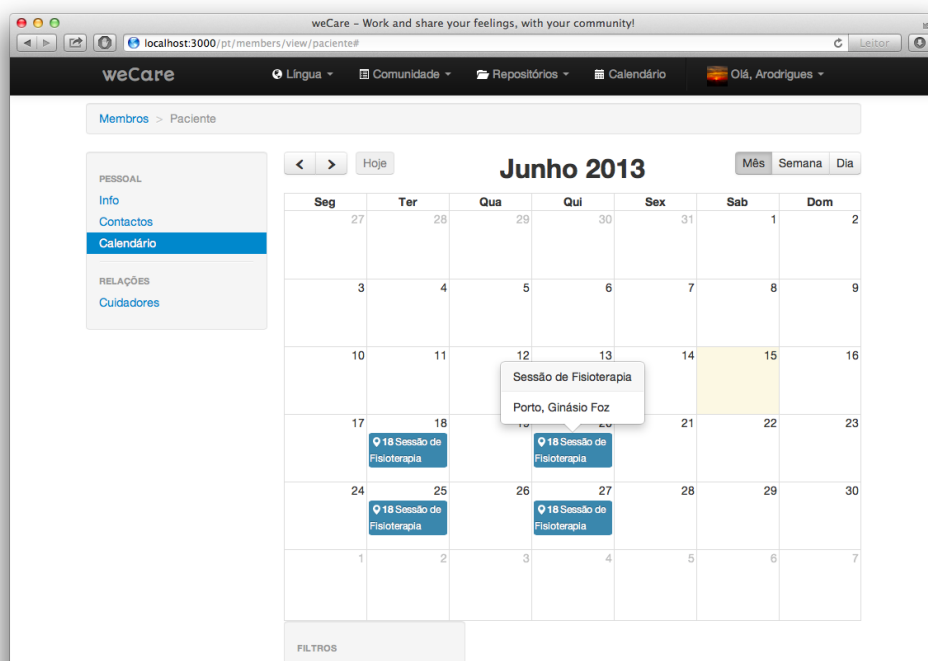 weCare – Work and share your feelings, with your community!
localhost:3000/pt/members/view/paciente#
Leitor
weCare
Língua
Comunidade
Repositórios
Calendário
Olá, Arodrigues
Membros > Paciente
PESSOAL
Info
Contactos
Calendário
RELAÇÕES
Cuidadores
Hoje
Junho 2013
Mês Semana Dia
Seg Ter Qua Qui Sex Sab Dom
27 28 29 30 31 1 2
3 4 5 6 7 8 9
10 11 12 13 14 15 16
Sessão de Fisioterapia
Porto, Ginásio Foz
17 18 19 20 21 22 23
18 Sessão de
Fisioterapia
18 Sessão de
Fisioterapia
24 25 26 27 28 29 30
18 Sessão de
Fisioterapia
18 Sessão de
Fisioterapia
1 2 3 4 5 6 7
FILTROS